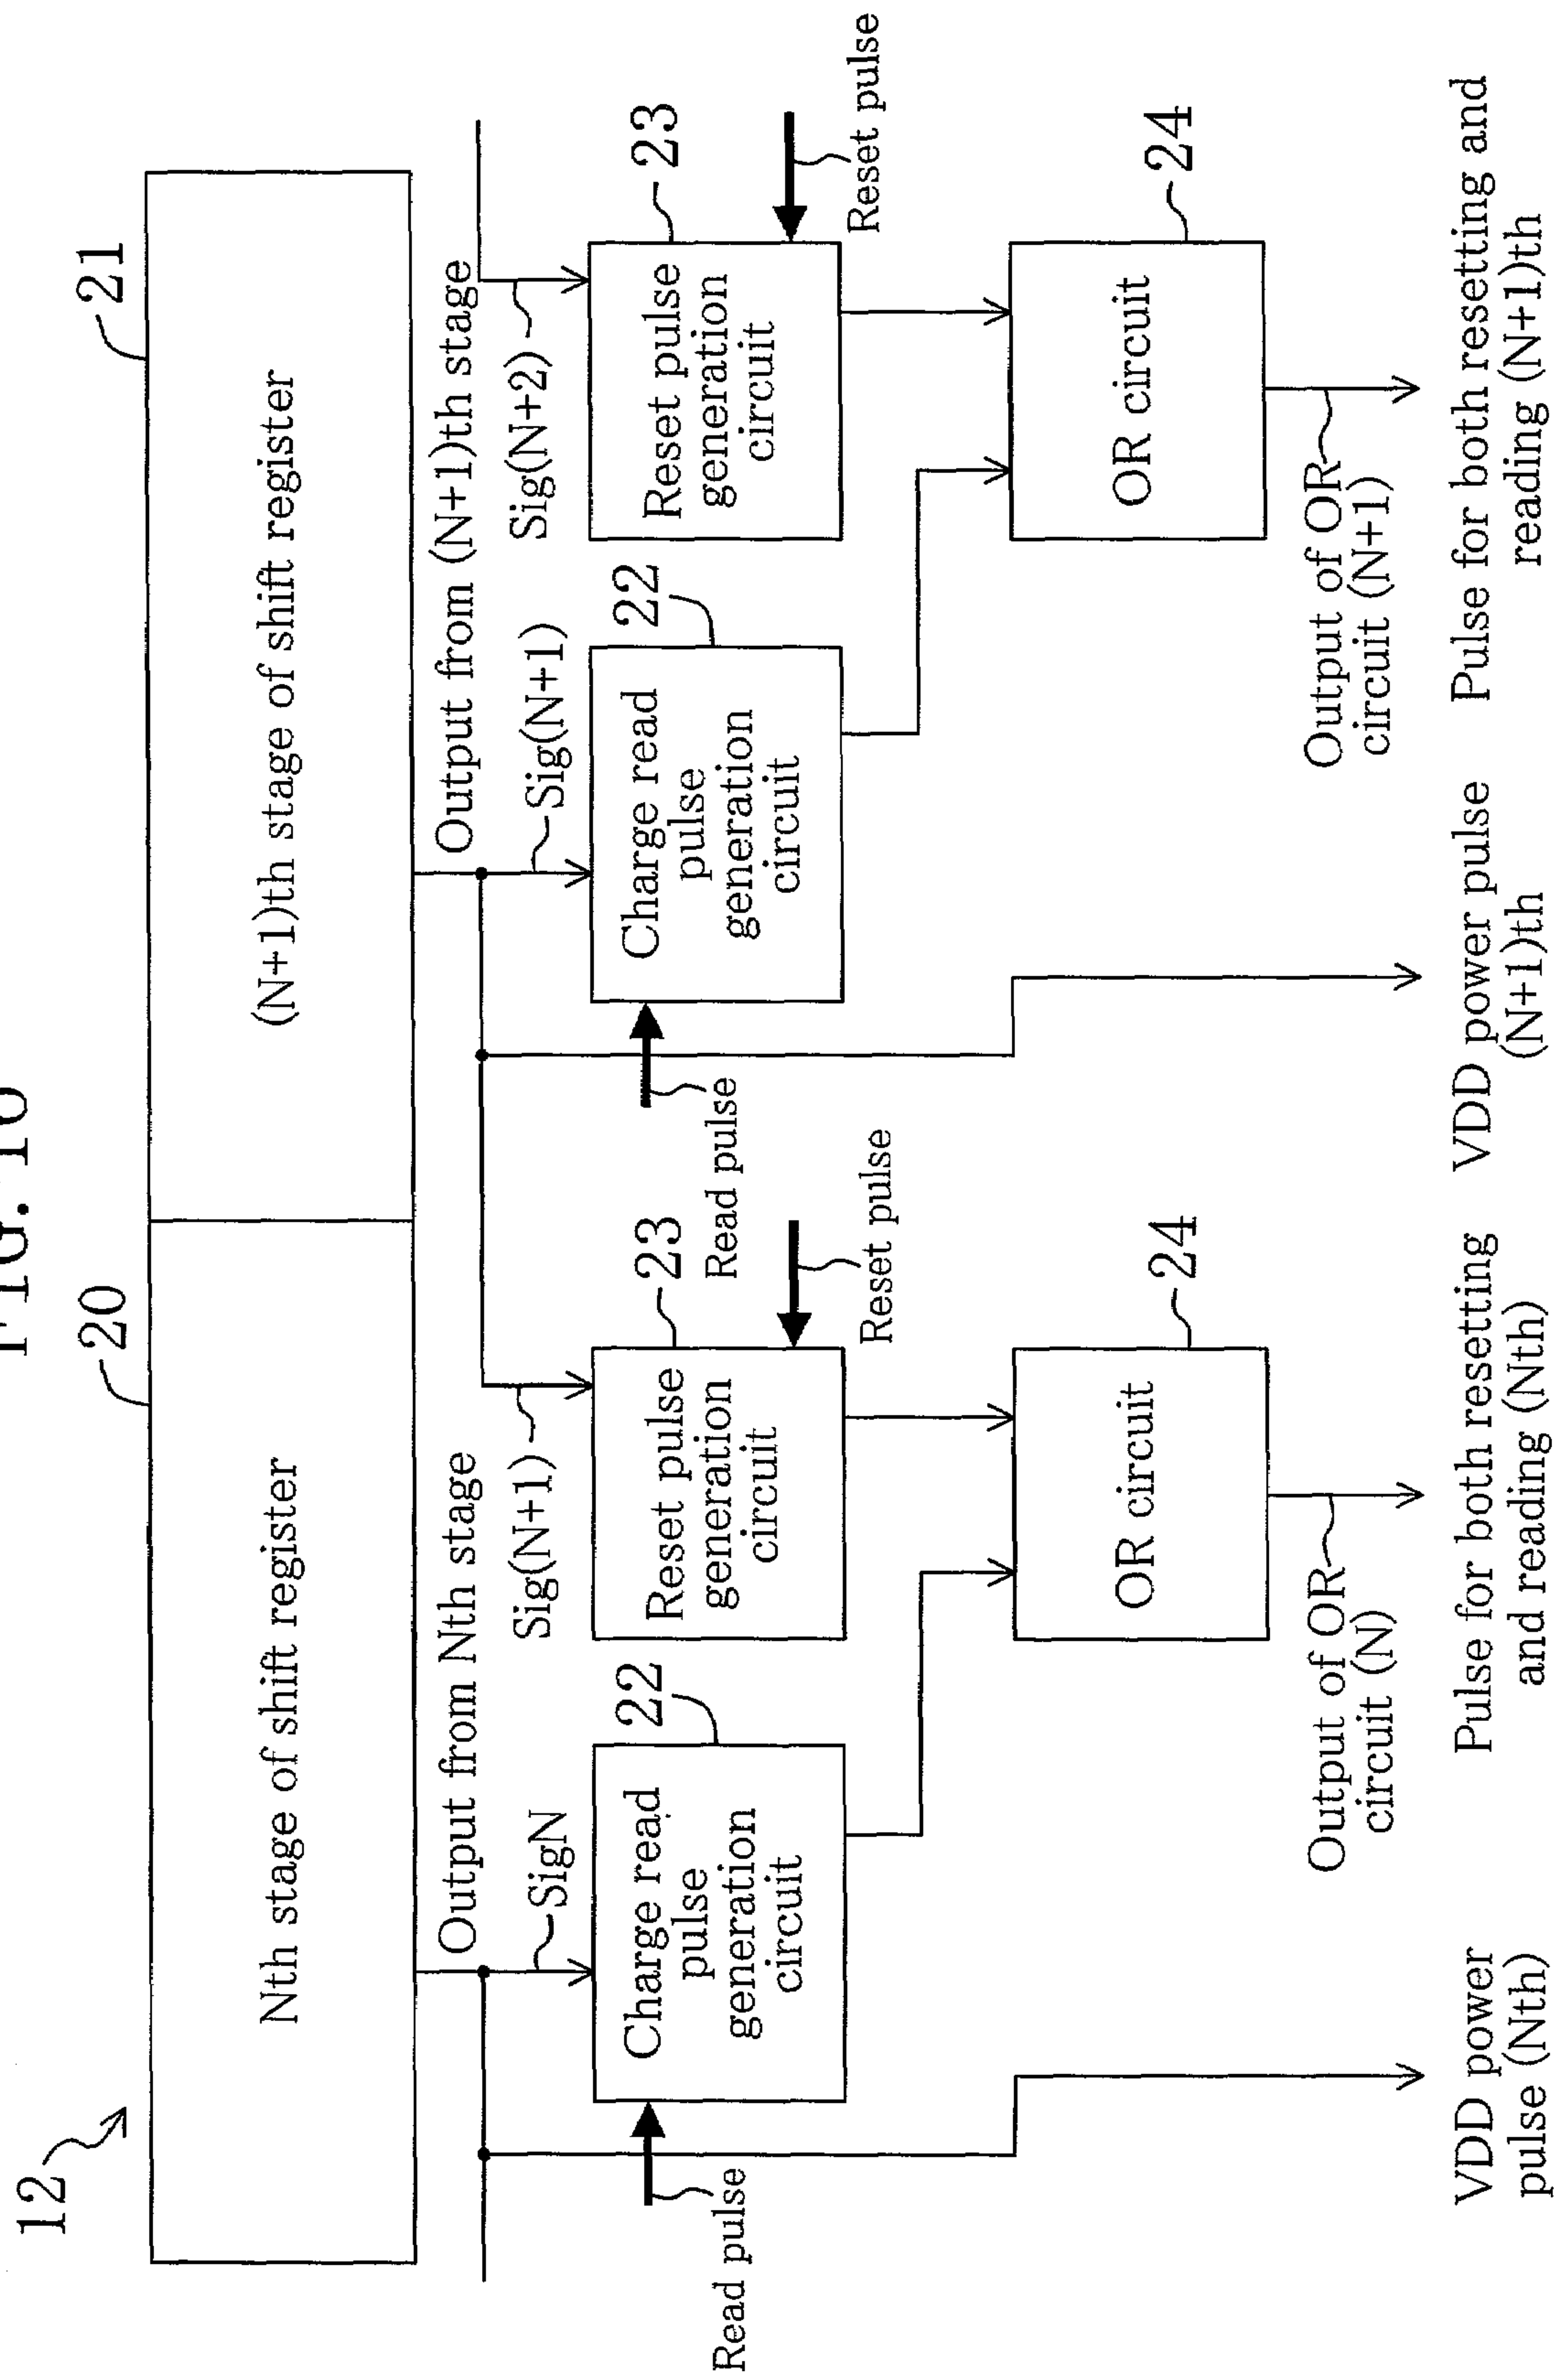 FIG.
12
20
21
Nth stage of shift register
(N+1)th stage of shift register
Output from Nth stage
Output from (N+1)th stage
SigN
Sig(N+1)
Sig(N+1)
Sig(N+2)
22
23
22
23
Read pulse
Charge read
pulse
generation
circuit
Reset pulse
generation
circuit
Reset pulse
Read pulse
Charge read
pulse
generation
circuit
Reset pulse
generation
circuit
Reset pulse
24
24
OR circuit
OR circuit
Output of OR
circuit (N)
Output of OR
circuit (N+1)
VDD power
pulse (Nth)
Pulse for both resetting
and reading (Nth)
VDD power pulse
(N+1)th
Pulse for both resetting and
reading (N+1)th